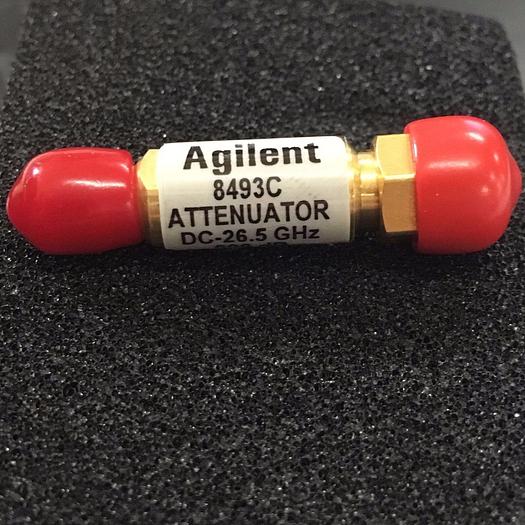 Agilent
8493C
ATTENUATOR
DC-26.5 GHz